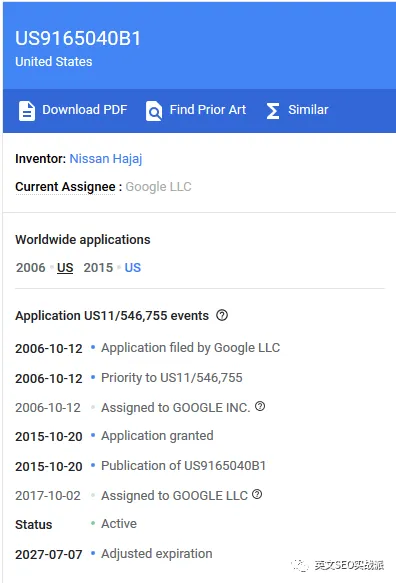 US9165040B1
United States
Download PDF Find Prior Art Similar
Inventor: Nissan Hajaj
Current Assignee : Google LLC
Worldwide applications
2006 US 2015 US
Application US11/546,755 events
2006-10-12 Application filed by Google LLC
2006-10-12 Priority to US11/546,755
2006-10-12 Assigned to GOOGLE INC.
2015-10-20 Application granted
2015-10-20 Publication of US9165040B1
2017-10-02 Assigned to GOOGLE LLC
Status Active
2027-07-07 Adjusted expiration
英文SEO实战派